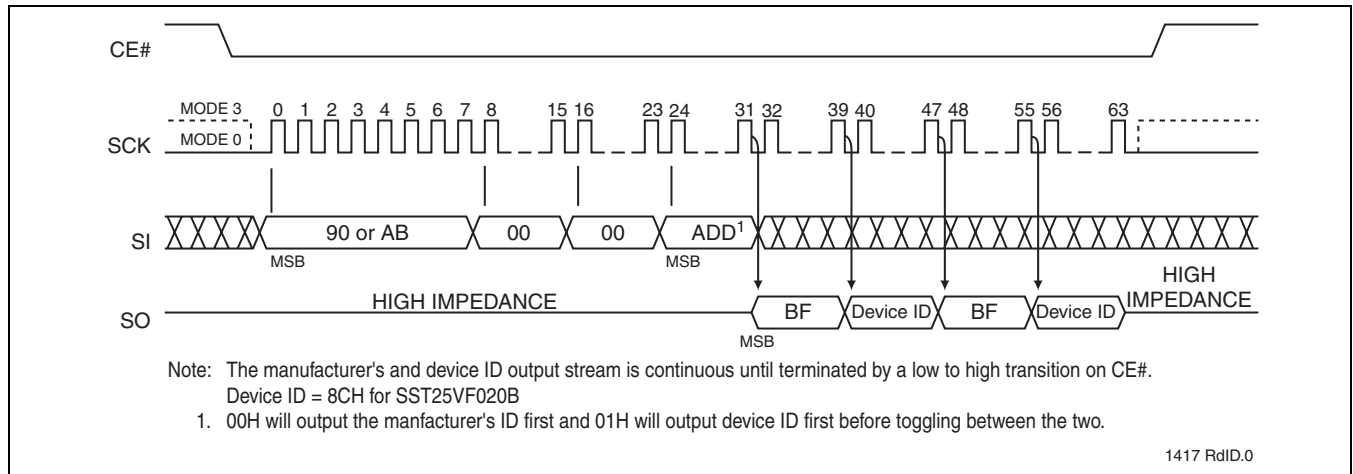 CE#
MODE 3 0 1 2 3 4 5 6 7 8 15 16 23 24 31 32 39 40 47 48 55 56 63
SCK MODE 0
SI 90 or AB 00 00 ADD1
MSB MSB
HIGH IMPEDANCE HIGH IMPEDANCE
SO BF Device ID BF Device ID
MSB
Note: The manufacturer's and device ID output stream is continuous until terminated by a low to high transition on CE#.
Device ID = 8CH for SST25VF020B
1. 00H will output the manfacturer's ID first and 01H will output device ID first before toggling between the two.
1417 RdID.0